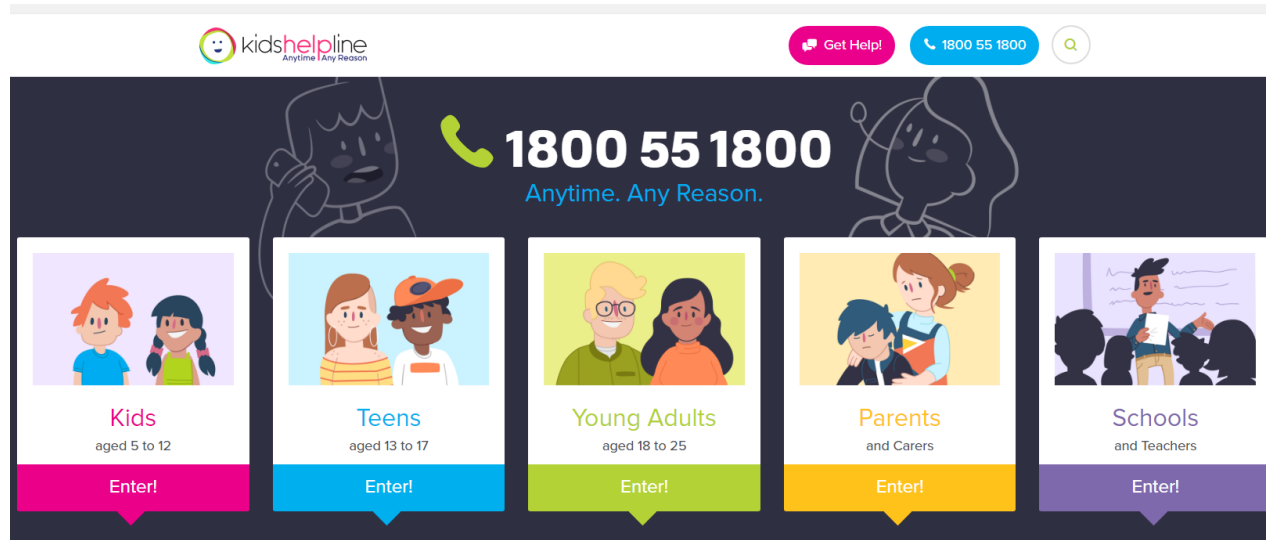 kidshelpline
Anytime Any Reason
Get Help!
1800 55 1800
1800 55 1800
Anytime. Any Reason.
Kids
aged 5 to 12
Enter!
Teens
aged 13 to 17
Enter!
Young Adults
aged 18 to 25
Enter!
Parents
and Carers
Enter!
Schools
and Teachers
Enter!